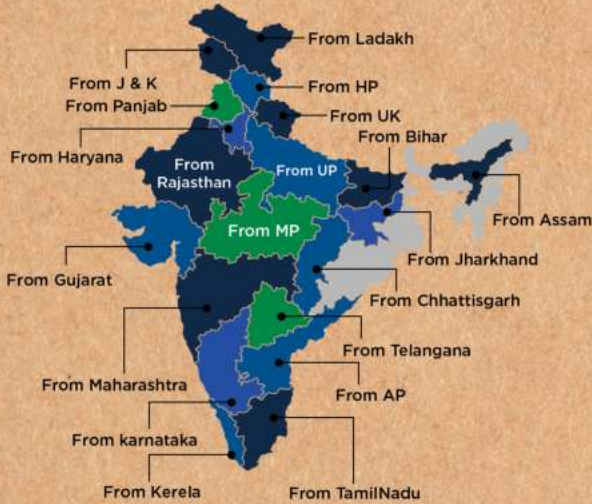 From Ladakh
From J & K
From HP
From Panjab
From UK
From Bihar
From Haryana
From
Rajasthan
From UP
From Assam
From MP
From Jharkhand
From Gujarat
From Chhattisgarh
From Telangana
From Maharashtra
From AP
From karnataka
From Kerela
From TamilNadu